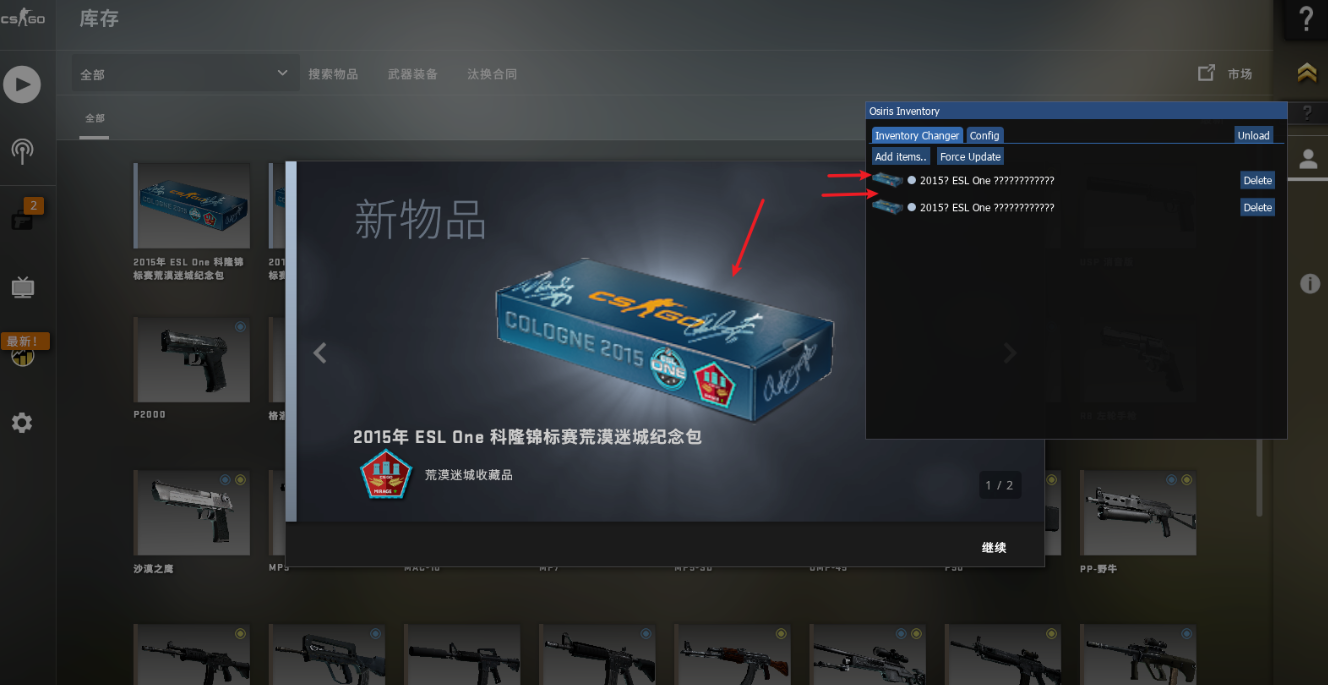 CS GO
库存
?
全部
搜索物品
武器装备
汰换合同
市场
全部
?
2
最新!
Osiris Inventory
Inventory Changer
Config
Unload
Add items..
Force Update
2015? ESL One ????????????
Delete
2015? ESL One ????????????
Delete
新物品
CS GO
COLOGNE 2015
ESL
ONE
2015年 ESL One 科隆锦标赛荒漠迷城纪念包
MIRAGE
荒漠迷城收藏品
1 / 2
继续
2015年 ESL One 科隆锦
标赛荒漠迷城纪念包
P2000
沙漠之鹰
MP9
MAC-10
MP7
MP5-SD
UMP-45
P90
PP-野牛